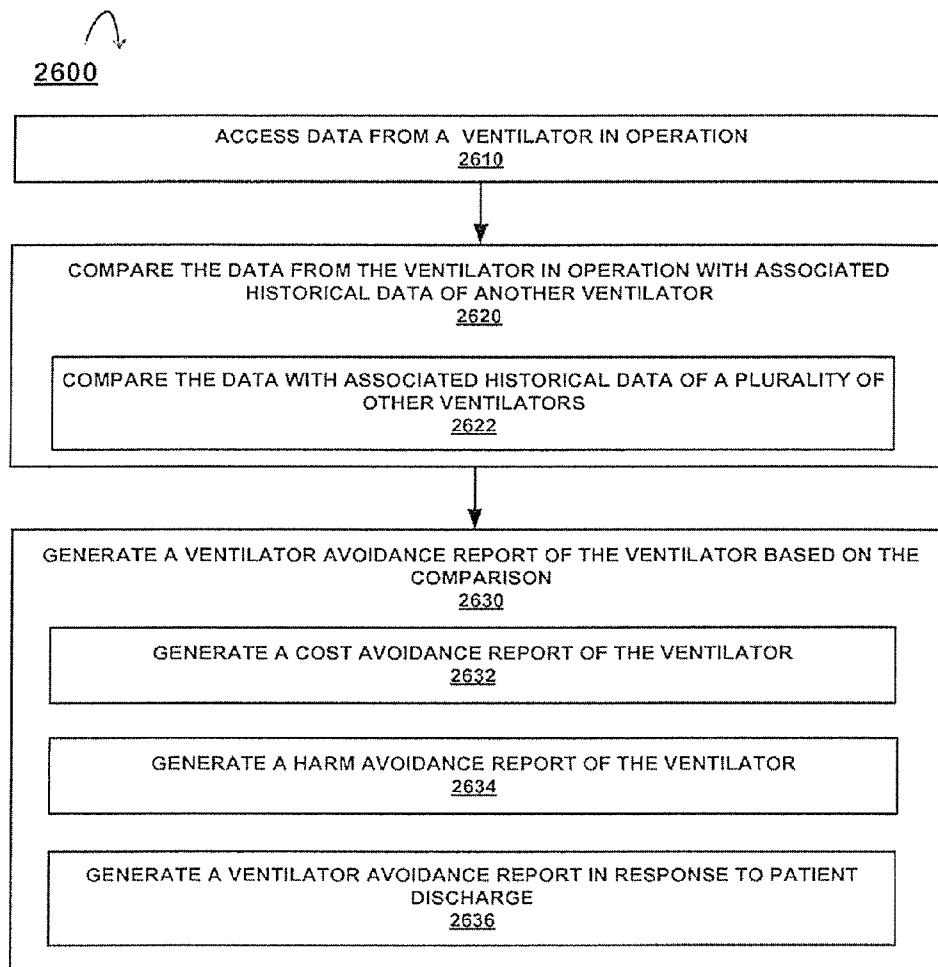 2600
ACCESS DATA FROM A VENTILATOR IN OPERATION
2610
COMPARE THE DATA FROM THE VENTILATOR IN OPERATION WITH ASSOCIATED
HISTORICAL DATA OF ANOTHER VENTILATOR
2620
COMPARE THE DATA WITH ASSOCIATED HISTORICAL DATA OF A PLURALITY OF
OTHER VENTILATORS
2622
GENERATE A VENTILATOR AVOIDANCE REPORT OF THE VENTILATOR BASED ON THE
COMPARISON
2630
GENERATE A COST AVOIDANCE REPORT OF THE VENTILATOR
2632
GENERATE A HARM AVOIDANCE REPORT OF THE VENTILATOR
2634
GENERATE A VENTILATOR AVOIDANCE REPORT IN RESPONSE TO PATIENT
DISCHARGE
2636